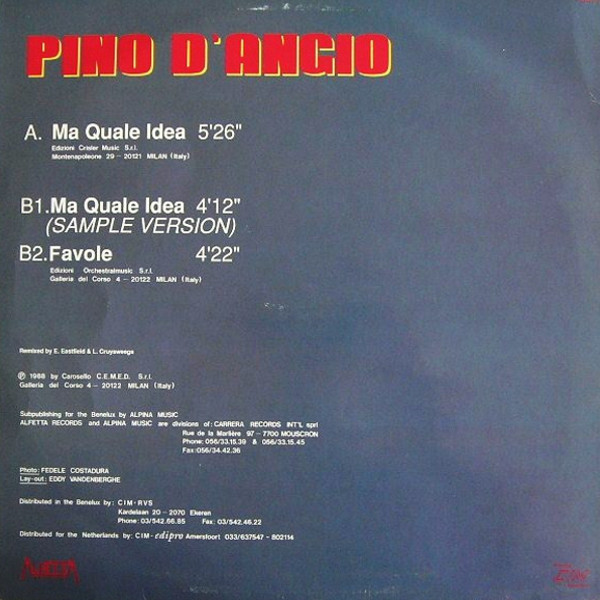 PINO D'ANGIO
A. Ma Quale Idea 5'26"
Edizioni Crisler Music S.r.l.
Montenapoleone 29 - 20121 MILAN (Italy)
B1. Ma Quale Idea 4'12"
(SAMPLE VERSION)
B2. Favole 4'22"
Edizioni Orchestralmusic S.r.l.
Galleria del Corso 4 - 20122 MILAN (Italy)
Remixed by E. Eastfield & L. Cruyaweegs
℗ 1988 by Carosello C.E.M.E.D. S.r.l.
Galleria del Corso 4 - 20122 MILAN (Italy)
Subpublishing for the Benelux by ALPINA MUSIC
ALFETTA RECORDS and ALPINA MUSIC are divisions of: CARRERA RECORDS INT'L sprl
Rue de la Marlière 97 - 7700 MOUSCRON
Phone: 056/33.15.39 & 056/33.15.45
Fax: 056/34.42.36
Photo: FEDELE COSTADURA
Lay-out: EDDY VANDENBERGHE
Distributed in the Benelux by: CIM-RVS
Kardelaan 20 - 2070 Ekeren
Phone: 03/542.66.85 Fax: 03/542.46.22
Distributed for the Netherlands by: CIM-edipro Amersfoort 033/637547 - 802114